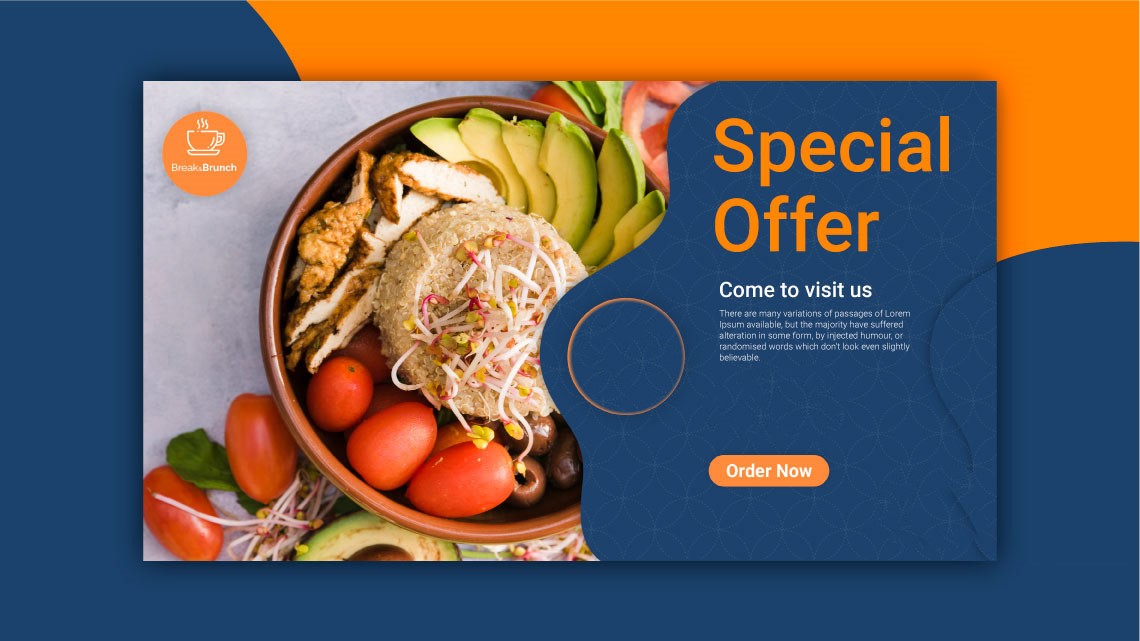 Break&Brunch
Special
Offer
Come to visit us
There are many variations of passages of Lorem
Ipsum available, but the majority have suffered
alteration in some form, by injected humour, or
randomised words which don't look even slightly
believable.
Order Now